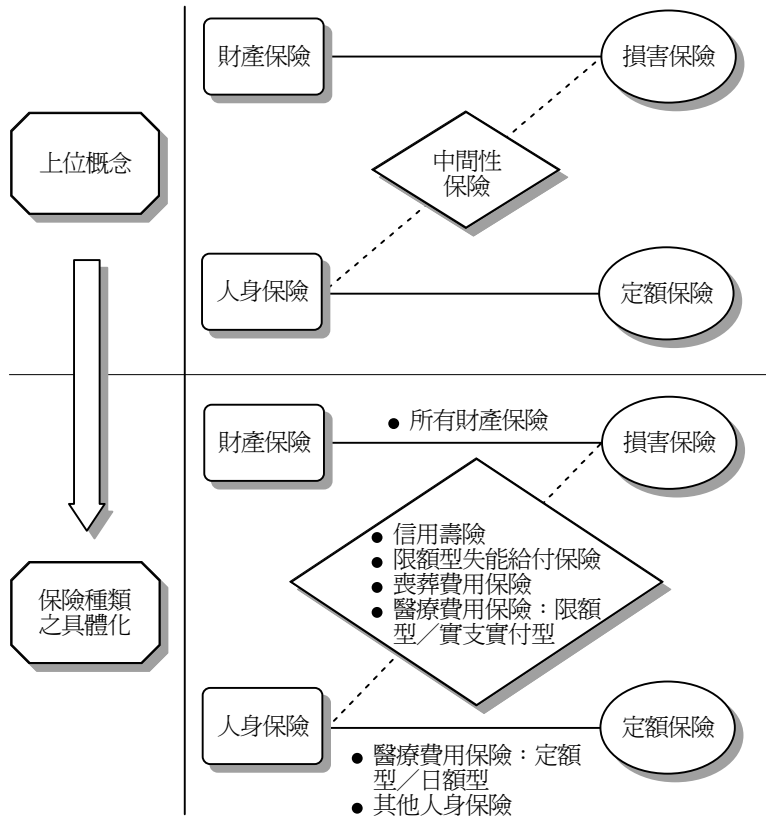 財產保險
損害保險
上位概念
中間性
保險
人身保險
定額保險
● 所有財產保險
財產保險
損害保險
● 信用壽險
● 限額型失能給付保險
● 喪葬費用保險
● 醫療費用保險：限額
型／實支實付型
保險種類
之具體化
人身保險
定額保險
● 醫療費用保險：定額
型／日額型
● 其他人身保險